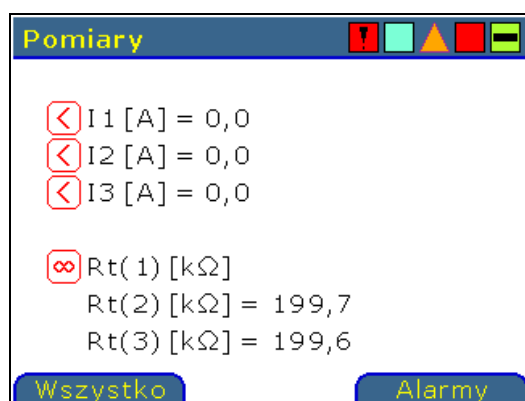 Pomiary
< I1 [A] = 0,0
< I2 [A] = 0,0
< I3 [A] = 0,0
∞ Rt(1) [kΩ]
Rt(2) [kΩ] = 199,7
Rt(3) [kΩ] = 199,6
Wszystko Alarmy